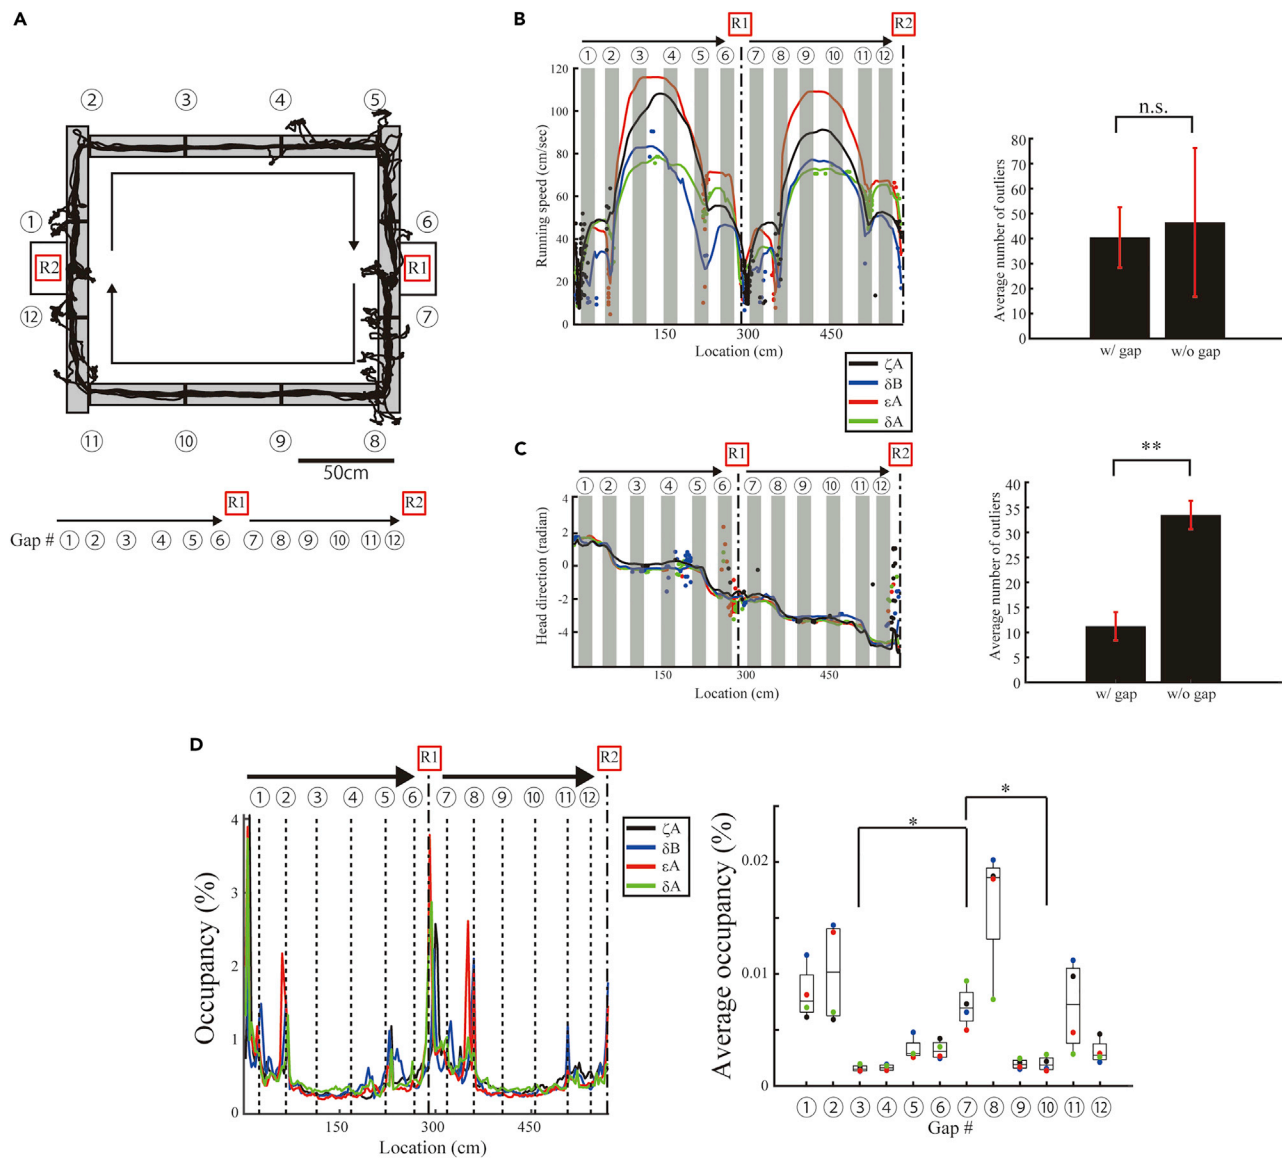 A
② ③ ④ ⑤
① ⑥
R2 R1
⑫ ⑦
⑪ ⑩ ⑨ ⑧
50cm
R1 R2
Gap # ① ② ③ ④ ⑤ ⑥ ⑦ ⑧ ⑨ ⑩ ⑪ ⑫
B
R1 R2
① ② ③ ④ ⑤ ⑥ ⑦ ⑧ ⑨ ⑩ ⑪ ⑫
Running speed (cm/sec)
120
100
80
60
40
20
0
150 300 450
Location (cm)
ζA
δB
εA
δA
n.s.
Average number of outliers
80
70
60
50
40
30
20
10
0
w/ gap w/o gap
C
R1 R2
① ② ③ ④ ⑤ ⑥ ⑦ ⑧ ⑨ ⑩ ⑪ ⑫
Head direction (radian)
4
2
0
-2
-4
150 300 450
Location (cm)
**
Average number of outliers
40
35
30
25
20
15
10
5
0
w/ gap w/o gap
D
R1 R2
① ② ③ ④ ⑤ ⑥ ⑦ ⑧ ⑨ ⑩ ⑪ ⑫
Occupancy (%)
4
3
2
1
0
150 300 450
Location (cm)
ζA
δB
εA
δA
* *
Average occupancy (%)
0.02
0.01
0
① ② ③ ④ ⑤ ⑥ ⑦ ⑧ ⑨ ⑩ ⑪ ⑫
Gap #